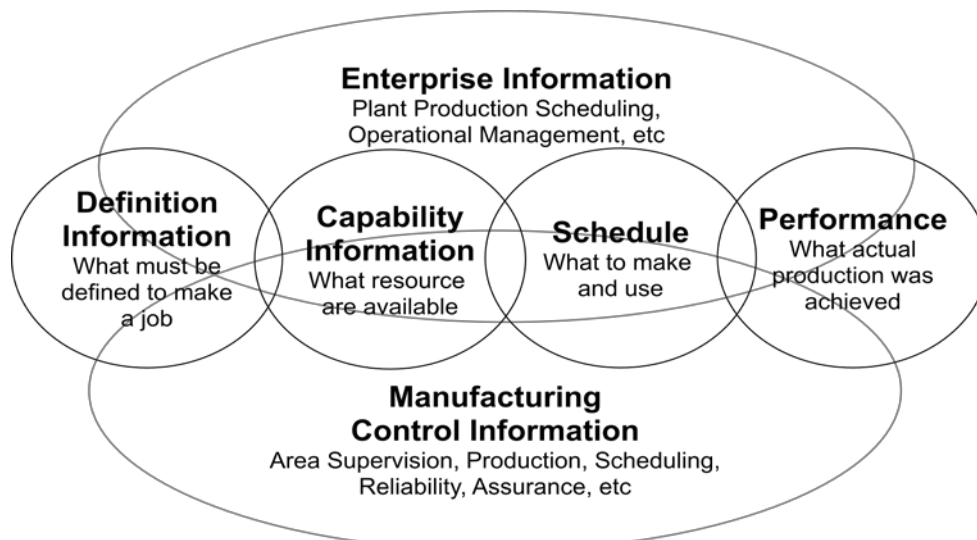 Enterprise Information
Plant Production Scheduling,
Operational Management, etc
Definition
Information
What must be
defined to make
a job
Capability
Information
What resource
are available
Schedule
What to make
and use
Performance
What actual
production was
achieved
Manufacturing
Control Information
Area Supervision, Production, Scheduling,
Reliability, Assurance, etc